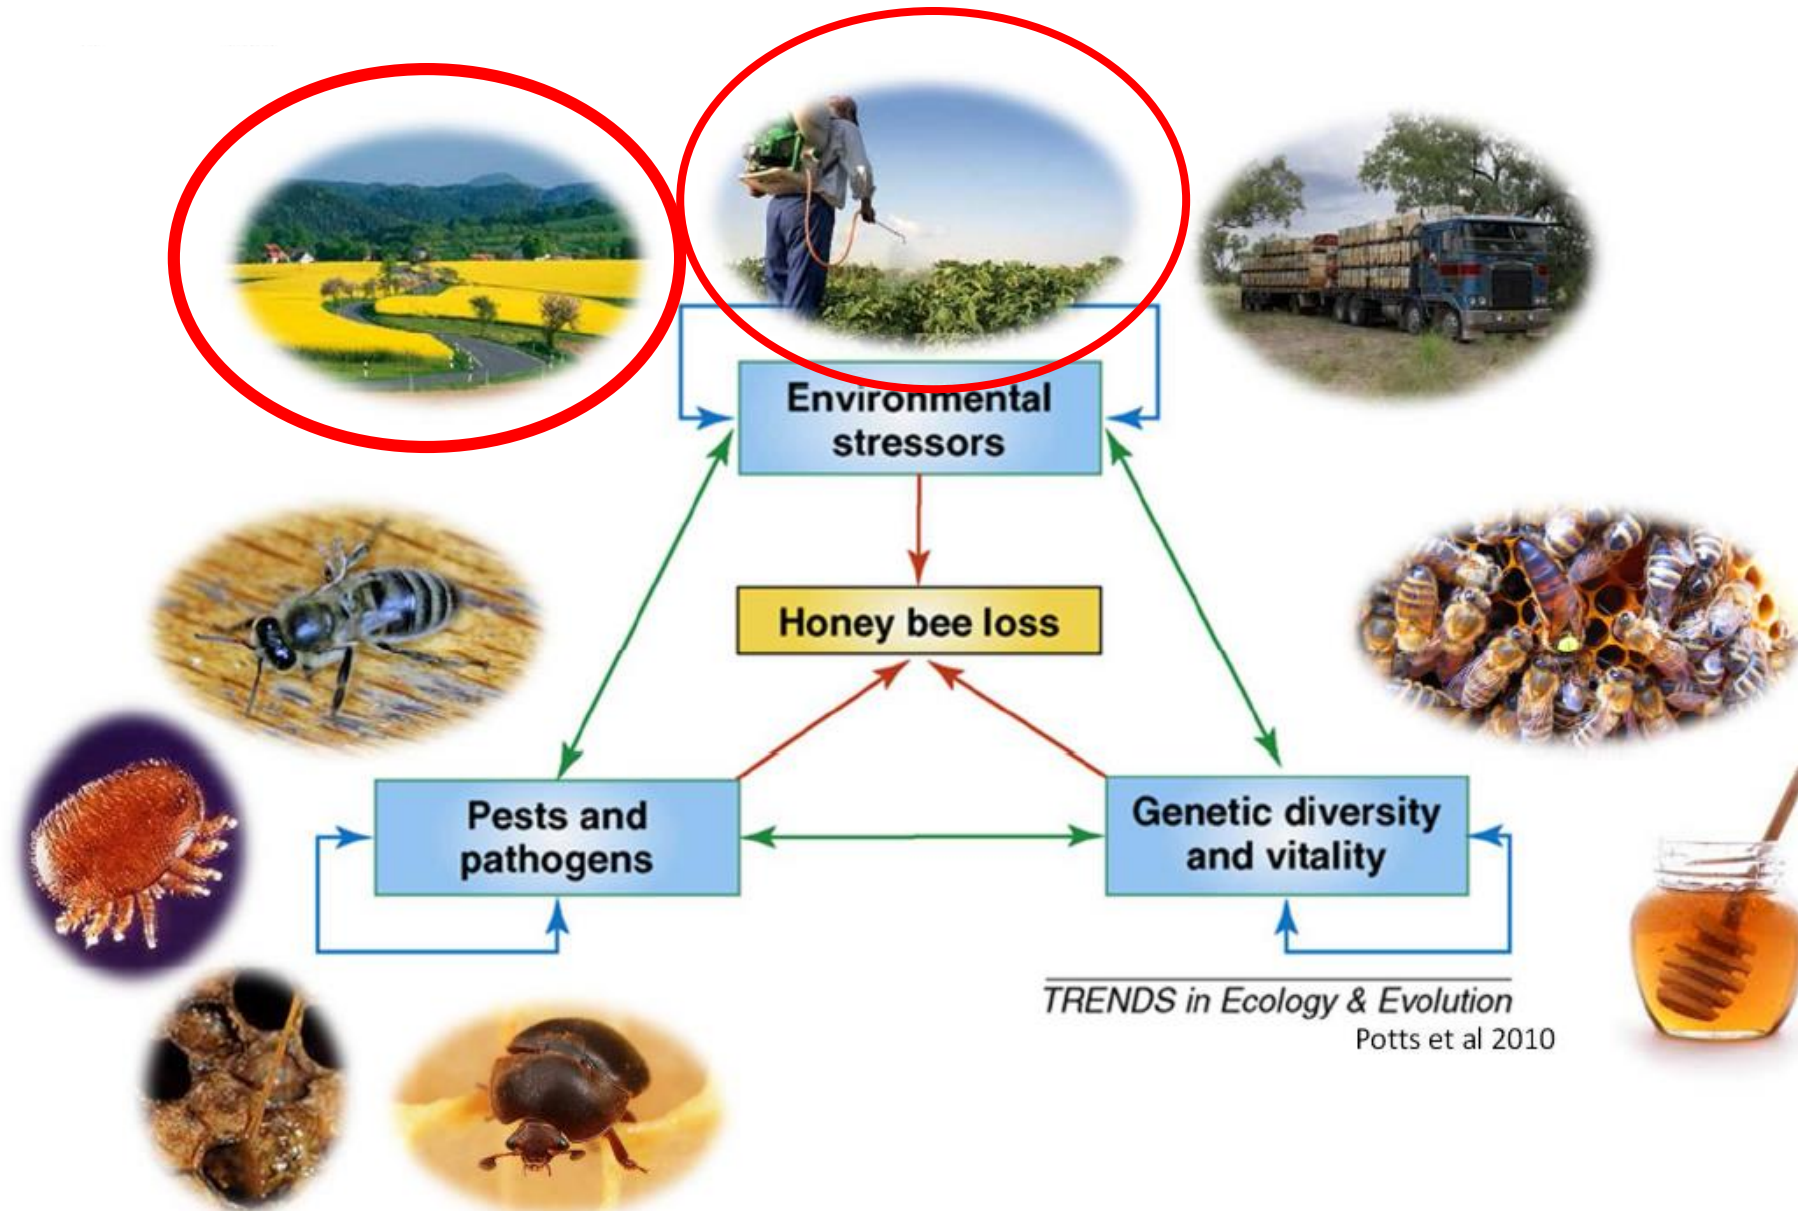 Environmental
stressors
Honey bee loss
Pests and
pathogens
Genetic diversity
and vitality
TRENDS in Ecology & Evolution
Potts et al 2010